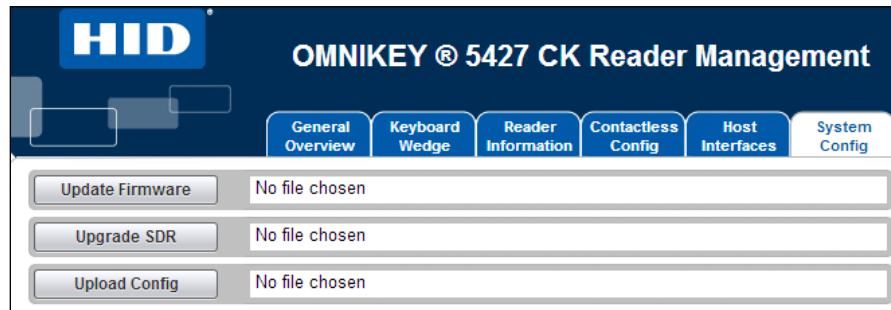 HID
OMNIKEY ® 5427 CK Reader Management
General Overview
Keyboard Wedge
Reader Information
Contactless Config
Host Interfaces
System Config
Update Firmware No file chosen
Upgrade SDR No file chosen
Upload Config No file chosen